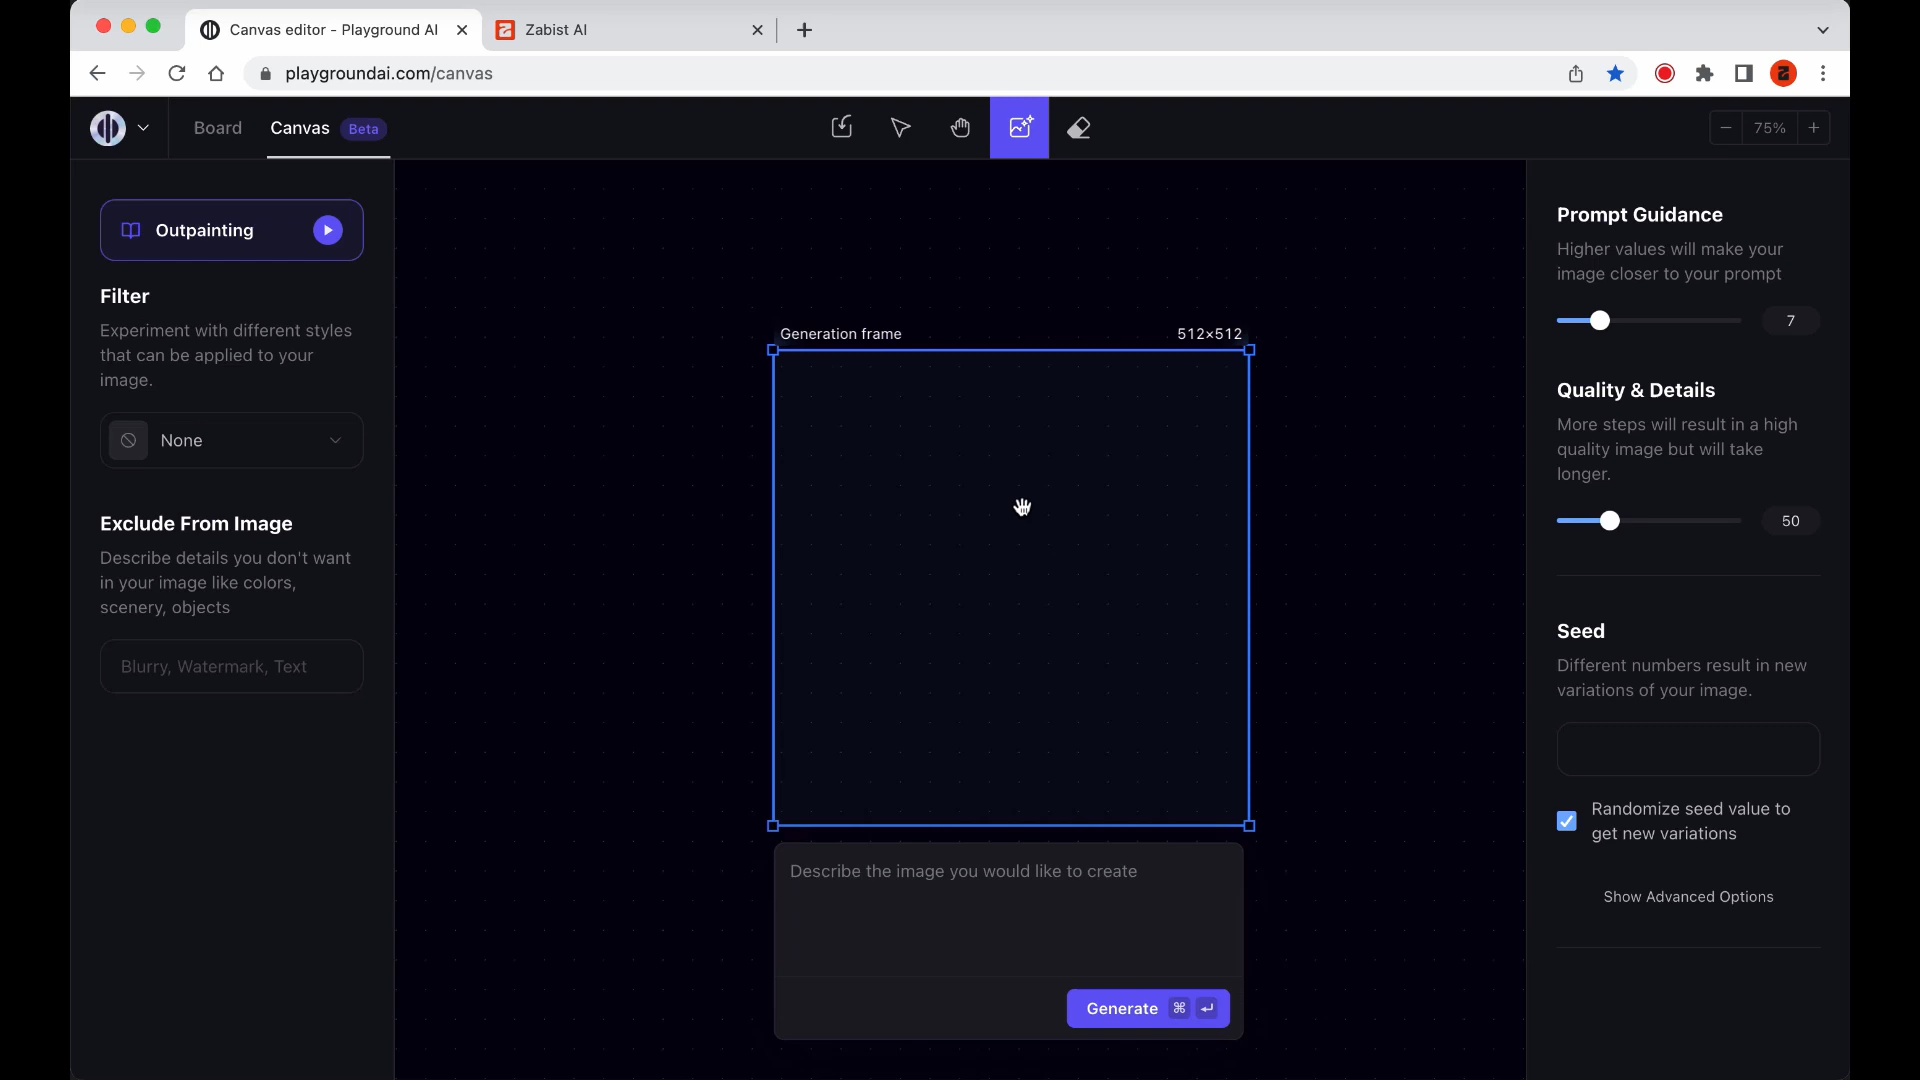 Canvas editor - Playground AI
Zabist AI
playgroundai.com/canvas
Board
Canvas
Beta
75%
Outpainting
Filter
Experiment with different styles
that can be applied to your
image.
None
Exclude From Image
Describe details you don't want
in your image like colors,
scenery, objects
Blurry, Watermark, Text
Generation frame
512×512
Describe the image you would like to create
Generate ⌘
Prompt Guidance
Higher values will make your
image closer to your prompt
7
Quality & Details
More steps will result in a high
quality image but will take
longer.
50
Seed
Different numbers result in new
variations of your image.
Randomize seed value to
get new variations
Show Advanced Options